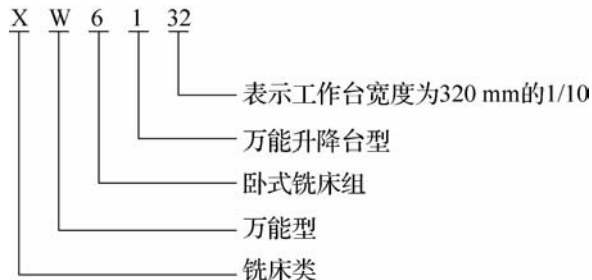 X W 6 1 32
表示工作台宽度为320 mm的1/10
万能升降台型
卧式铣床组
万能型
铣床类